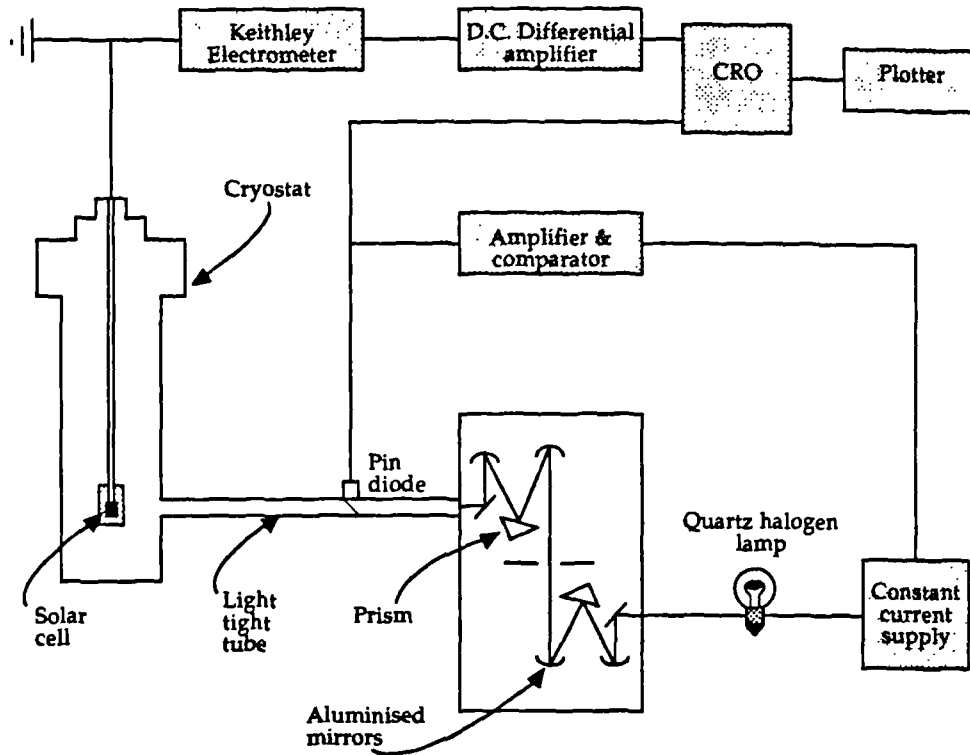 Keithley
Electrometer
D.C. Differential
amplifier
CRO
Plotter
Cryostat
Amplifier &
comparator
Pin
diode
Quartz halogen
lamp
Solar
cell
Light
tight
tube
Prism
Constant
current
supply
Aluminised
mirrors